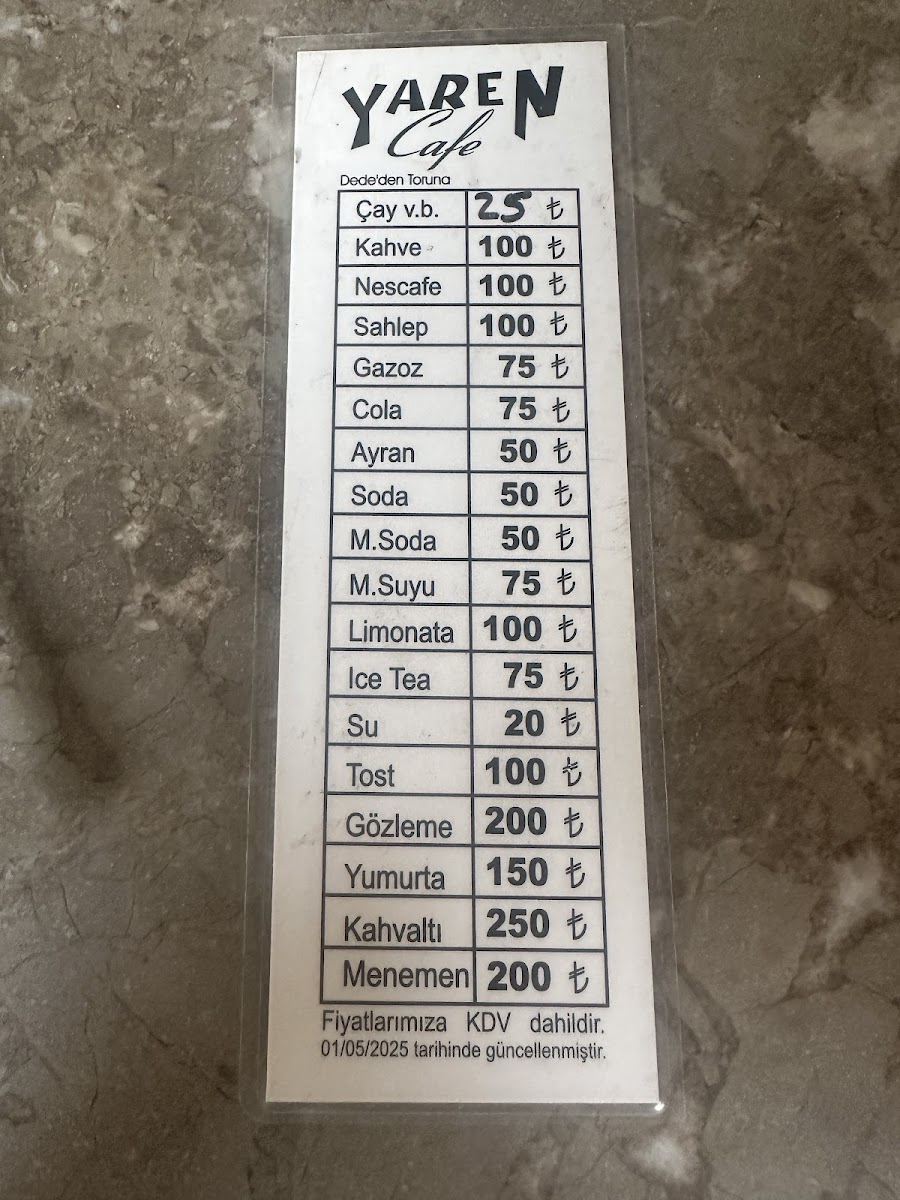 YAREN
Cafe
Dede'den Toruna
Çay v.b. 25 ₺
Kahve 100 ₺
Nescafe 100 ₺
Sahlep 100 ₺
Gazoz 75 ₺
Cola 75 ₺
Ayran 50 ₺
Soda 50 ₺
M.Soda 50 ₺
M.Suyu 75 ₺
Limonata 100 ₺
Ice Tea 75 ₺
Su 20 ₺
Tost 100 ₺
Gözleme 200 ₺
Yumurta 150 ₺
Kahvaltı 250 ₺
Menemen 200 ₺
Fiyatlarımıza KDV dahildir.
01/05/2025 tarihinde güncellenmiştir.